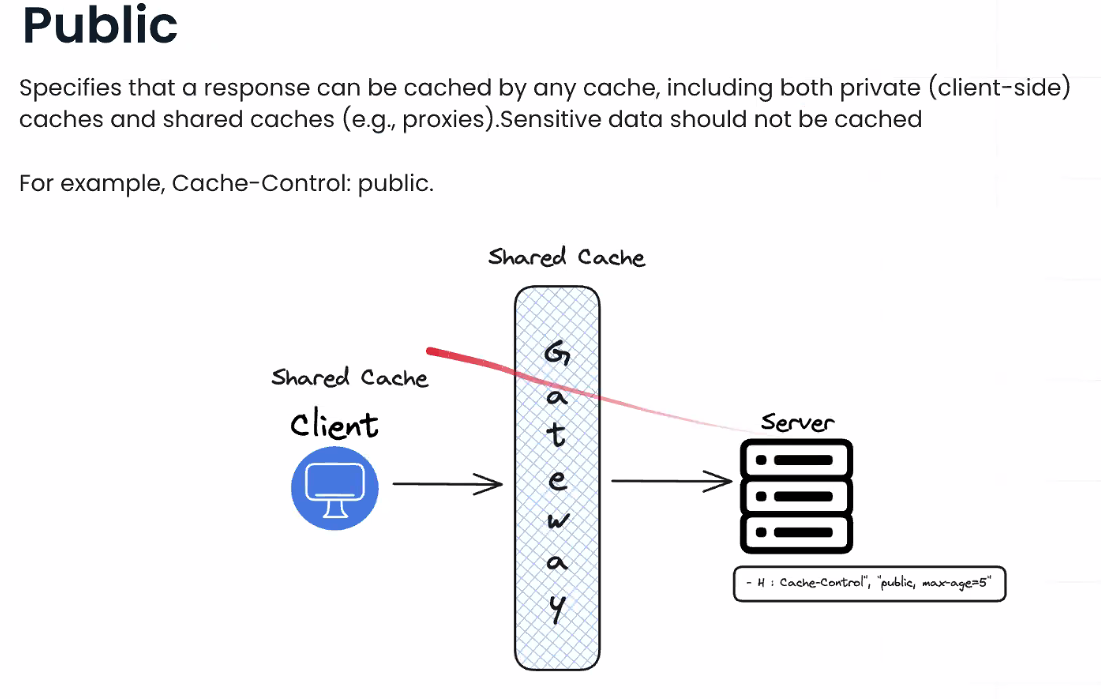 Public
Specifies that a response can be cached by any cache, including both private (client-side)
caches and shared caches (e.g., proxies).Sensitive data should not be cached
For example, Cache-Control: public.
Shared Cache
Shared Cache
Client
Gateway
Server
- H : Cache-Control", "public, max-age=5"